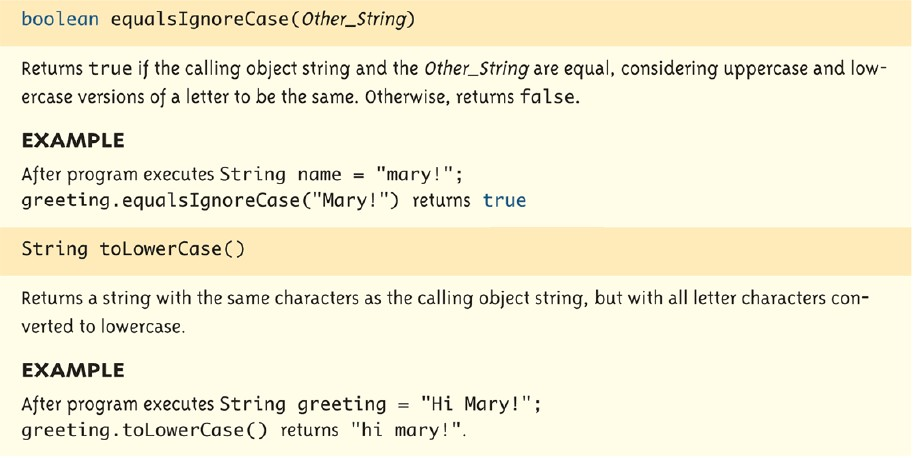 boolean equalsIgnoreCase(Other_String)
Returns true if the calling object string and the Other_String are equal, considering uppercase and low-
ercase versions of a letter to be the same. Otherwise, returns false.
EXAMPLE
After program executes String name = "mary!";
greeting.equalsIgnoreCase("Mary!") returns true
String toLowerCase()
Returns a string with the same characters as the calling object string, but with all letter characters con-
verted to lowercase.
EXAMPLE
After program executes String greeting = "Hi Mary!";
greeting.toLowerCase() returns "hi mary!".